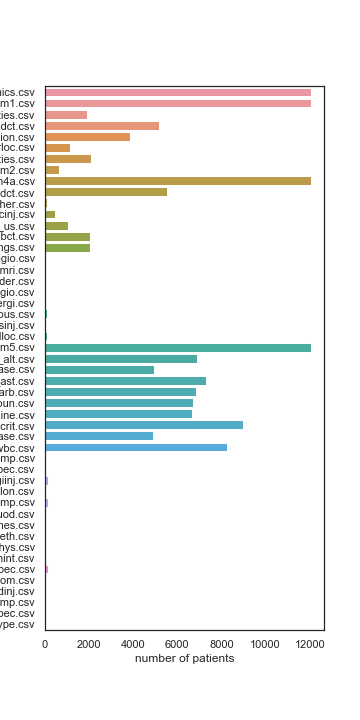 nics.csv
m1.csv
ties.csv
dct.csv
ion.csv
rloc.csv
ties.csv
m2.csv
n4a.csv
dct.csv
her.csv
cinj.csv
_us.csv
bct.csv
ngs.csv
ngio.csv
mri.csv
der.csv
gio.csv
ergi.csv
ous.csv
sinj.csv
lloc.csv
m5.csv
_alt.csv
ase.csv
ast.csv
arb.csv
oun.csv
ine.csv
crit.csv
ase.csv
wbc.csv
mp.csv
pec.csv
giinj.csv
lon.csv
mp.csv
uod.csv
nes.csv
eth.csv
hys.csv
nint.csv
pec.csv
om.csv
dinj.csv
mp.csv
pec.csv
ype.csv
0 2000 4000 6000 8000 10000 12000
number of patients